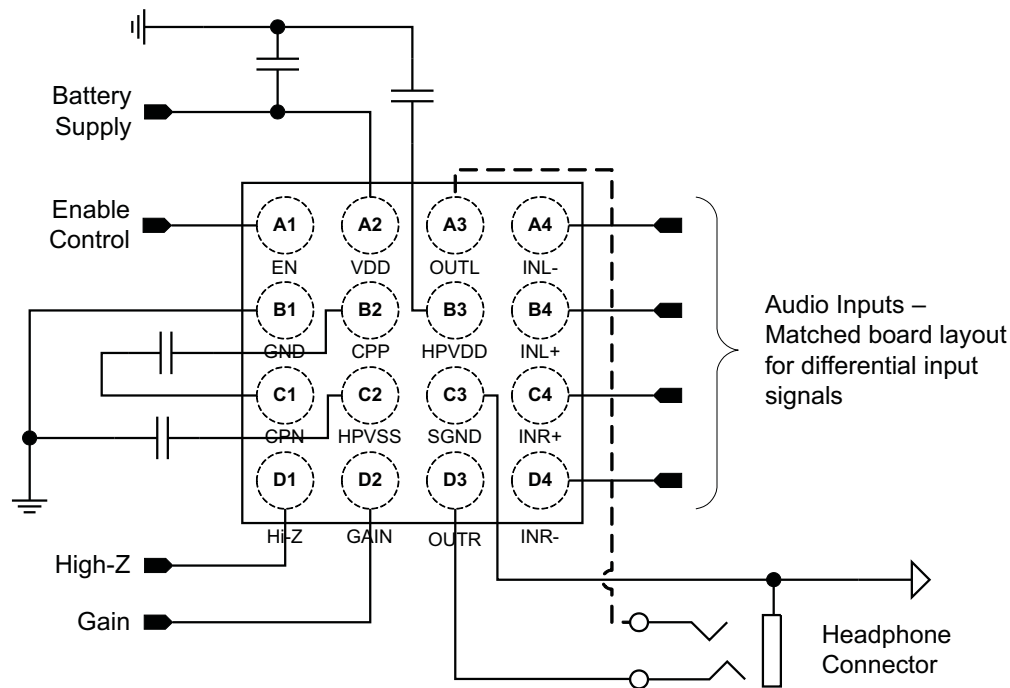 Battery
Supply
Enable
Control
A1
A2
A3
A4
EN
VDD
OUTL
INL-
B1
B2
B3
B4
GND
CPP
HPVDD
INL+
C1
C2
C3
C4
CPN
HPVSS
SGND
INR+
D1
D2
D3
D4
Hi-Z
GAIN
OUTR
INR-
Audio Inputs –
Matched board layout
for differential input
signals
High-Z
Gain
Headphone
Connector